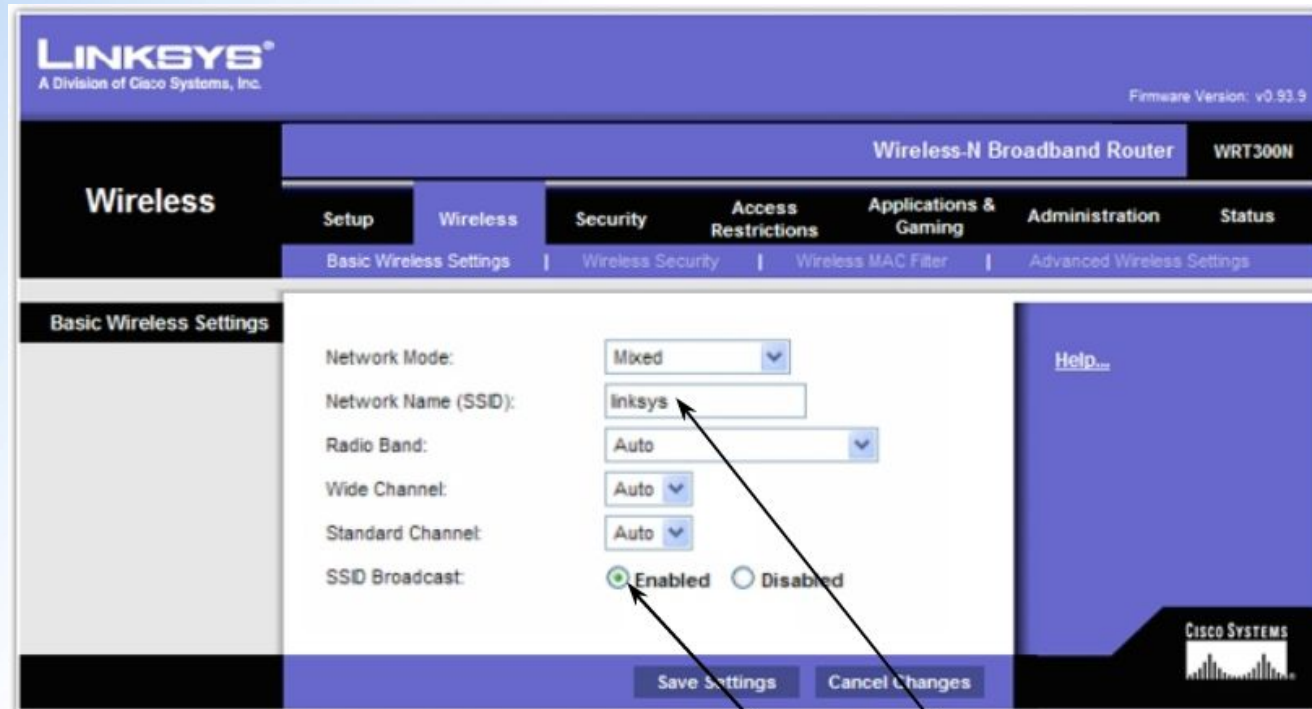 LINKSYS®
A Division of Cisco Systems, Inc.
Firmware Version: v0.93.9
Wireless-N Broadband Router WRT300N
Wireless
Setup Wireless Security Access Restrictions Applications & Gaming Administration Status
Basic Wireless Settings | Wireless Security | Wireless MAC Filter | Advanced Wireless Settings
Basic Wireless Settings
Network Mode: Mixed
Help...
Network Name (SSID): linksys
Radio Band: Auto
Wide Channel: Auto
Standard Channel: Auto
SSID Broadcast: Enabled Disabled
CISCO SYSTEMS
Save Settings Cancel Changes